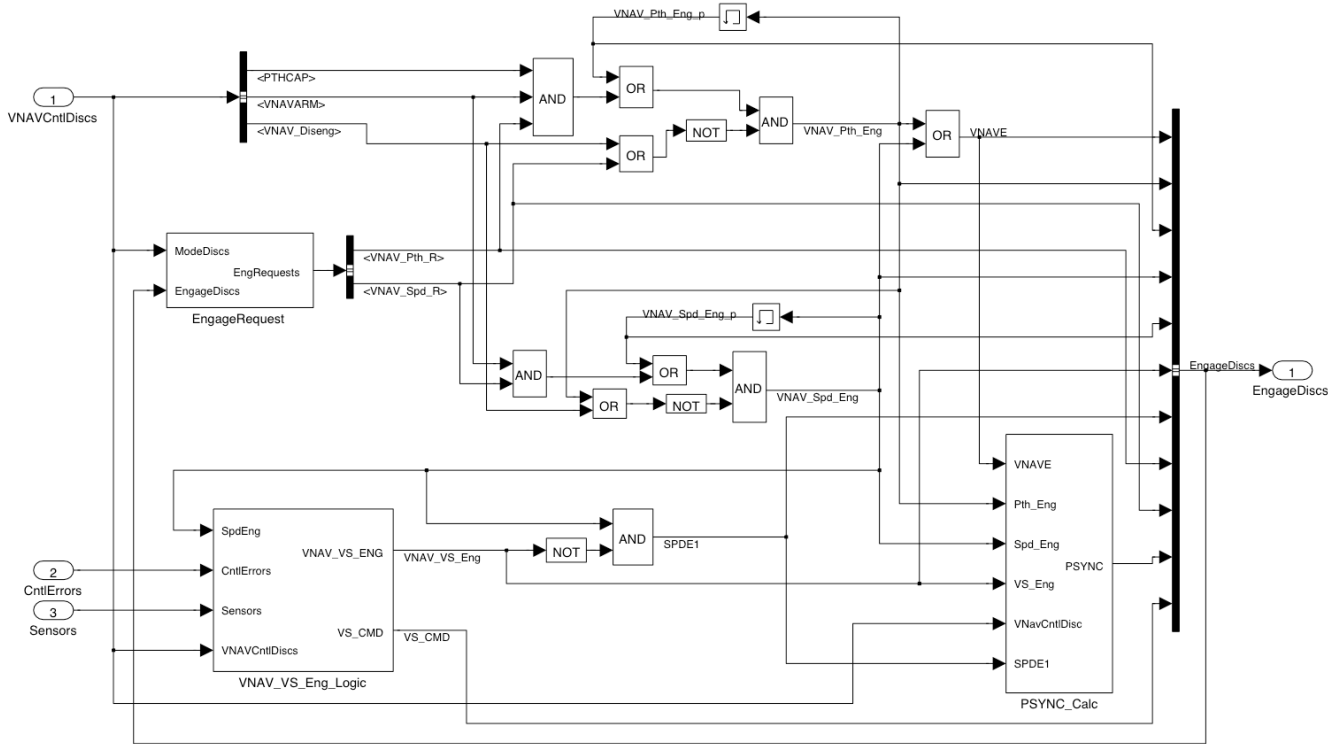 VNAV_Pth_Eng_p
<PTHCAP>
1
VNAVCntlDiscs
<VNAVARM>
AND
OR
<VNAV_Diseng>
NOT
AND
VNAV_Pth_Eng
OR
VNAVE
OR
ModeDiscs
EngRequests
EngageDiscs
EngageRequest
<VNAV_Pth_R>
<VNAV_Spd_R>
VNAV_Spd_Eng_p
AND
OR
AND
VNAV_Spd_Eng
OR
NOT
EngageDiscs
1
EngageDiscs
SpdEng
VNAV_VS_ENG
CntlErrors
Sensors
VS_CMD
VNAVCntlDiscs
VNAV_VS_Eng_Logic
2
CntlErrors
3
Sensors
VNAV_VS_Eng
NOT
AND
SPDE1
VS_CMD
VNAVE
Pth_Eng
Spd_Eng
PSYNC
VS_Eng
VNavCntlDisc
SPDE1
PSYNC_Calc